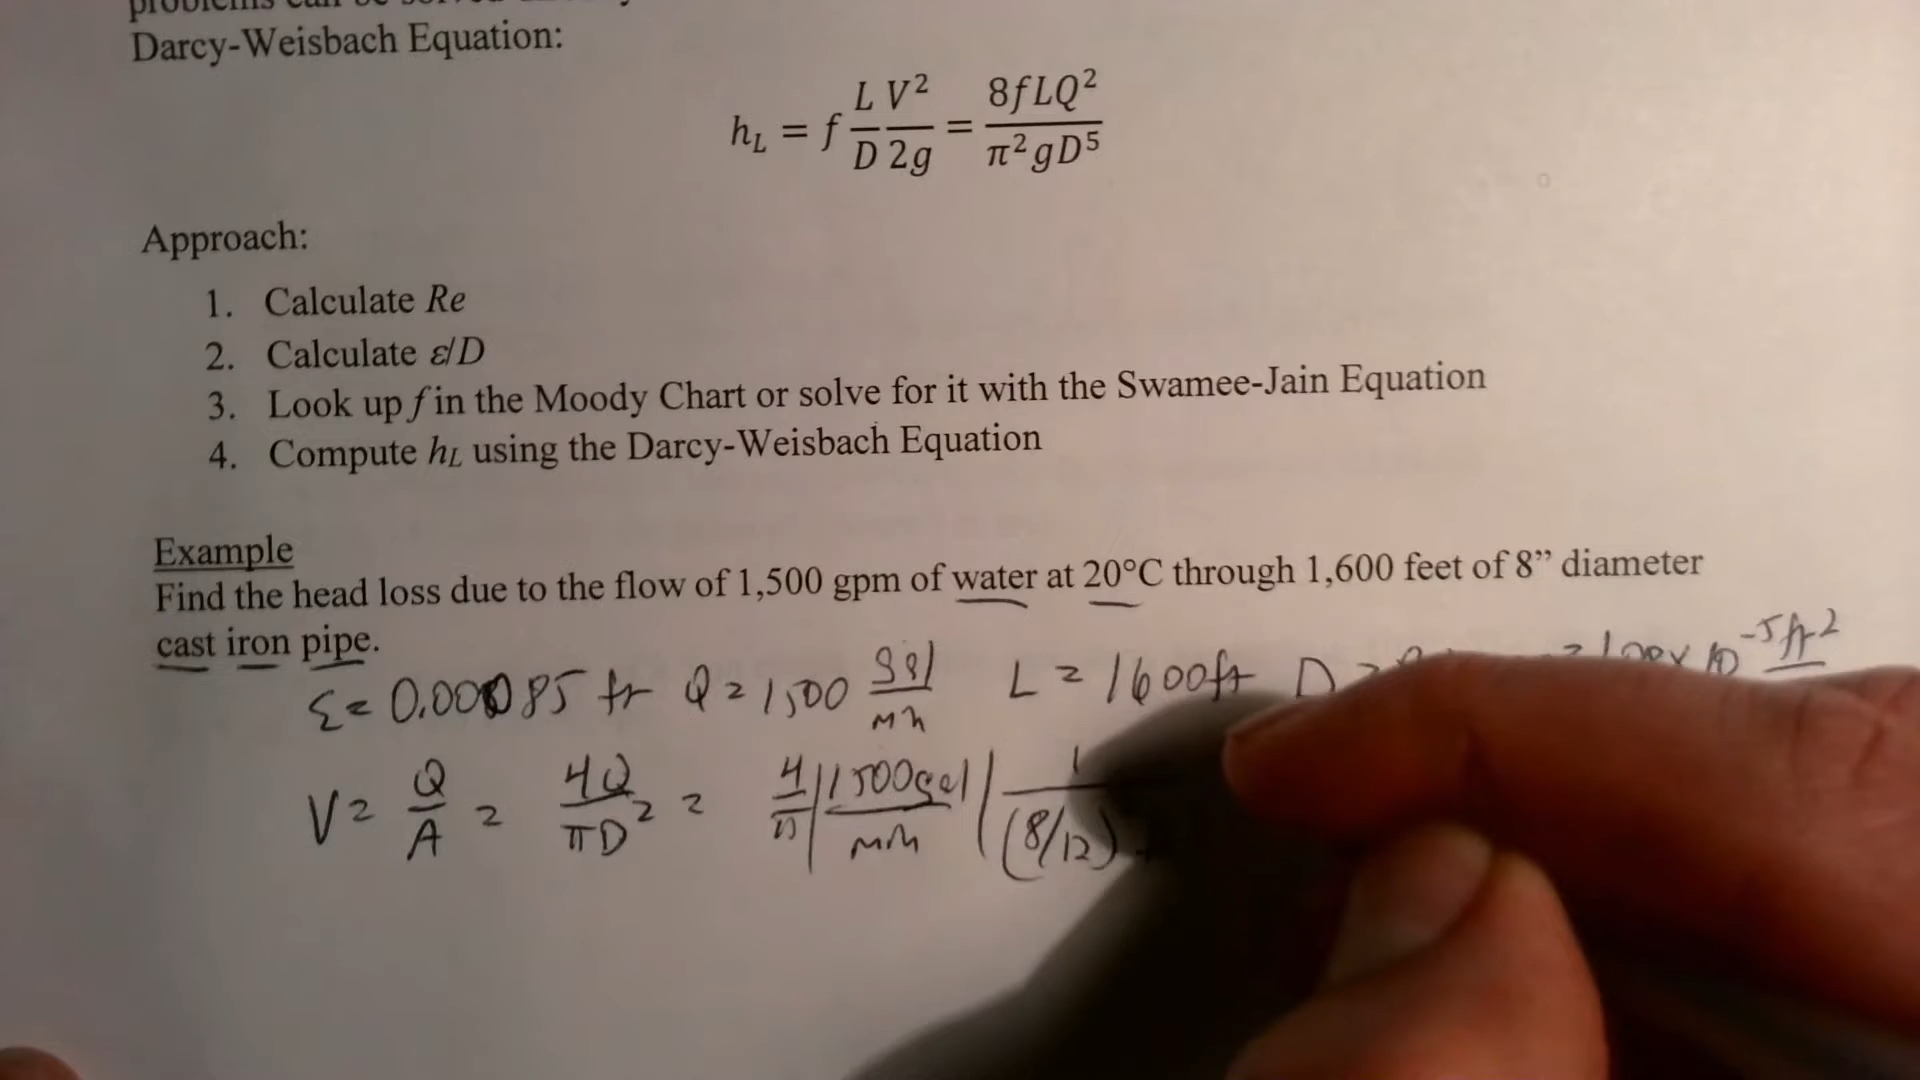 Darcy-Weisbach Equation:
h_L = f L/D V²/2g = 8fLQ²/π²gD⁵
Approach:
1. Calculate Re
2. Calculate ε/D
3. Look up f in the Moody Chart or solve for it with the Swamee-Jain Equation
4. Compute h_L using the Darcy-Weisbach Equation
Example
Find the head loss due to the flow of 1,500 gpm of water at 20°C through 1,600 feet of 8” diameter
cast iron pipe.
ε = 0.00085 ft Q = 1,500 gal/min L = 1600ft D = 10⁻⁵ ft²
V = Q/A = 4Q/πD² = 4/π | 1500gal/min | 1/(8/12)